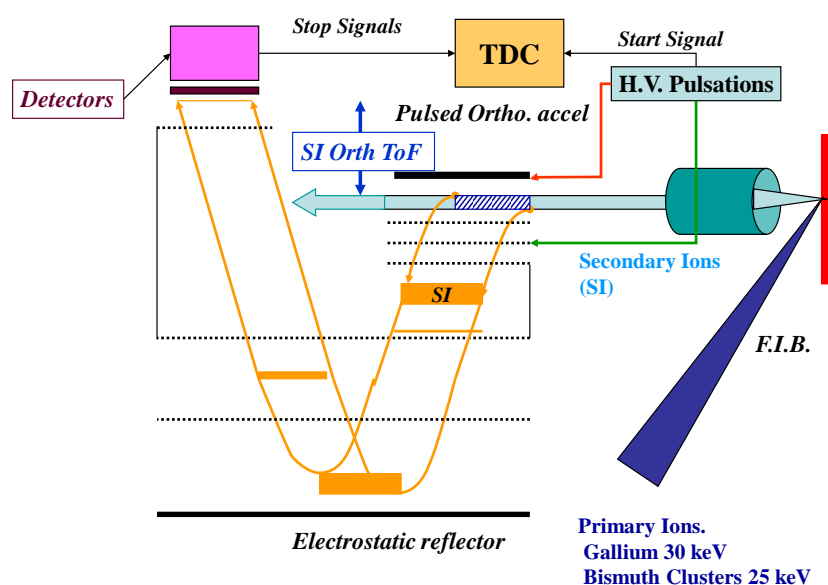 Stop Signals
TDC
Start Signal
H.V. Pulsations
Detectors
Pulsed Ortho. accel
SI Orth ToF
SI
Secondary Ions
(SI)
F.I.B.
Electrostatic reflector
Primary Ions.
Gallium 30 keV
Bismuth Clusters 25 keV